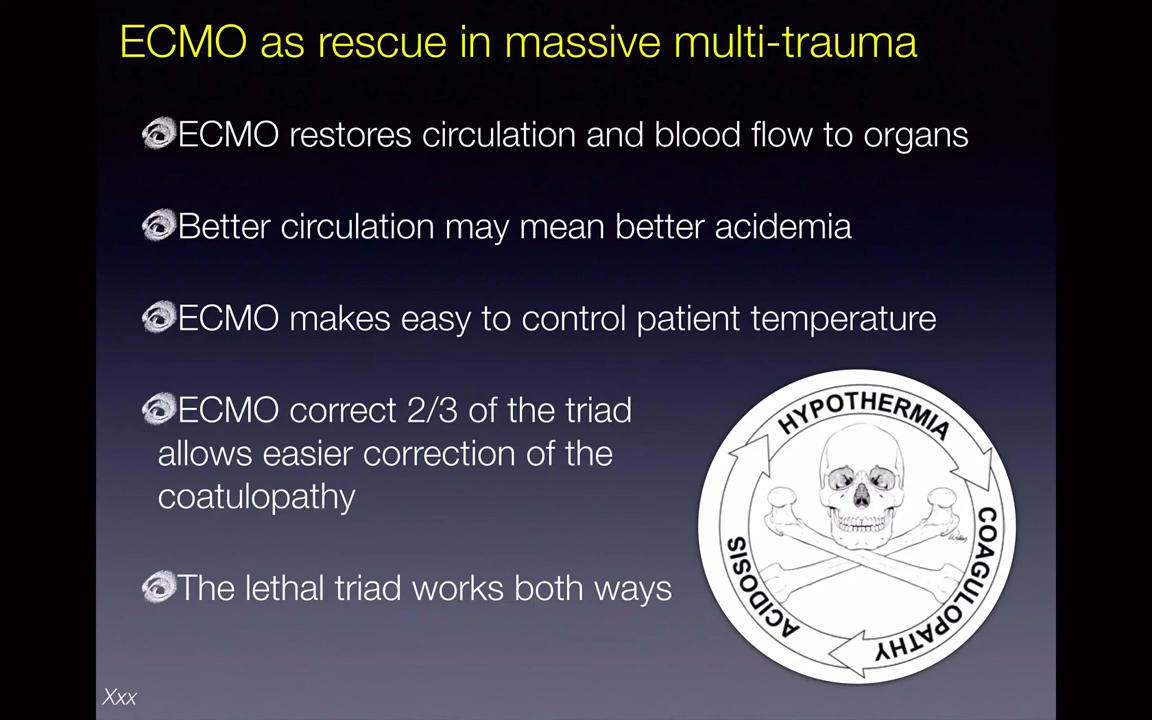 ECMO as rescue in massive multi-trauma
ECMO restores circulation and blood flow to organs
Better circulation may mean better acidemia
ECMO makes easy to control patient temperature
ECMO correct 2/3 of the triad
allows easier correction of the
coatulopathy
The lethal triad works both ways
HYPOTHERMIA
COAGULOPATHY
ACIDOSIS
Xxx